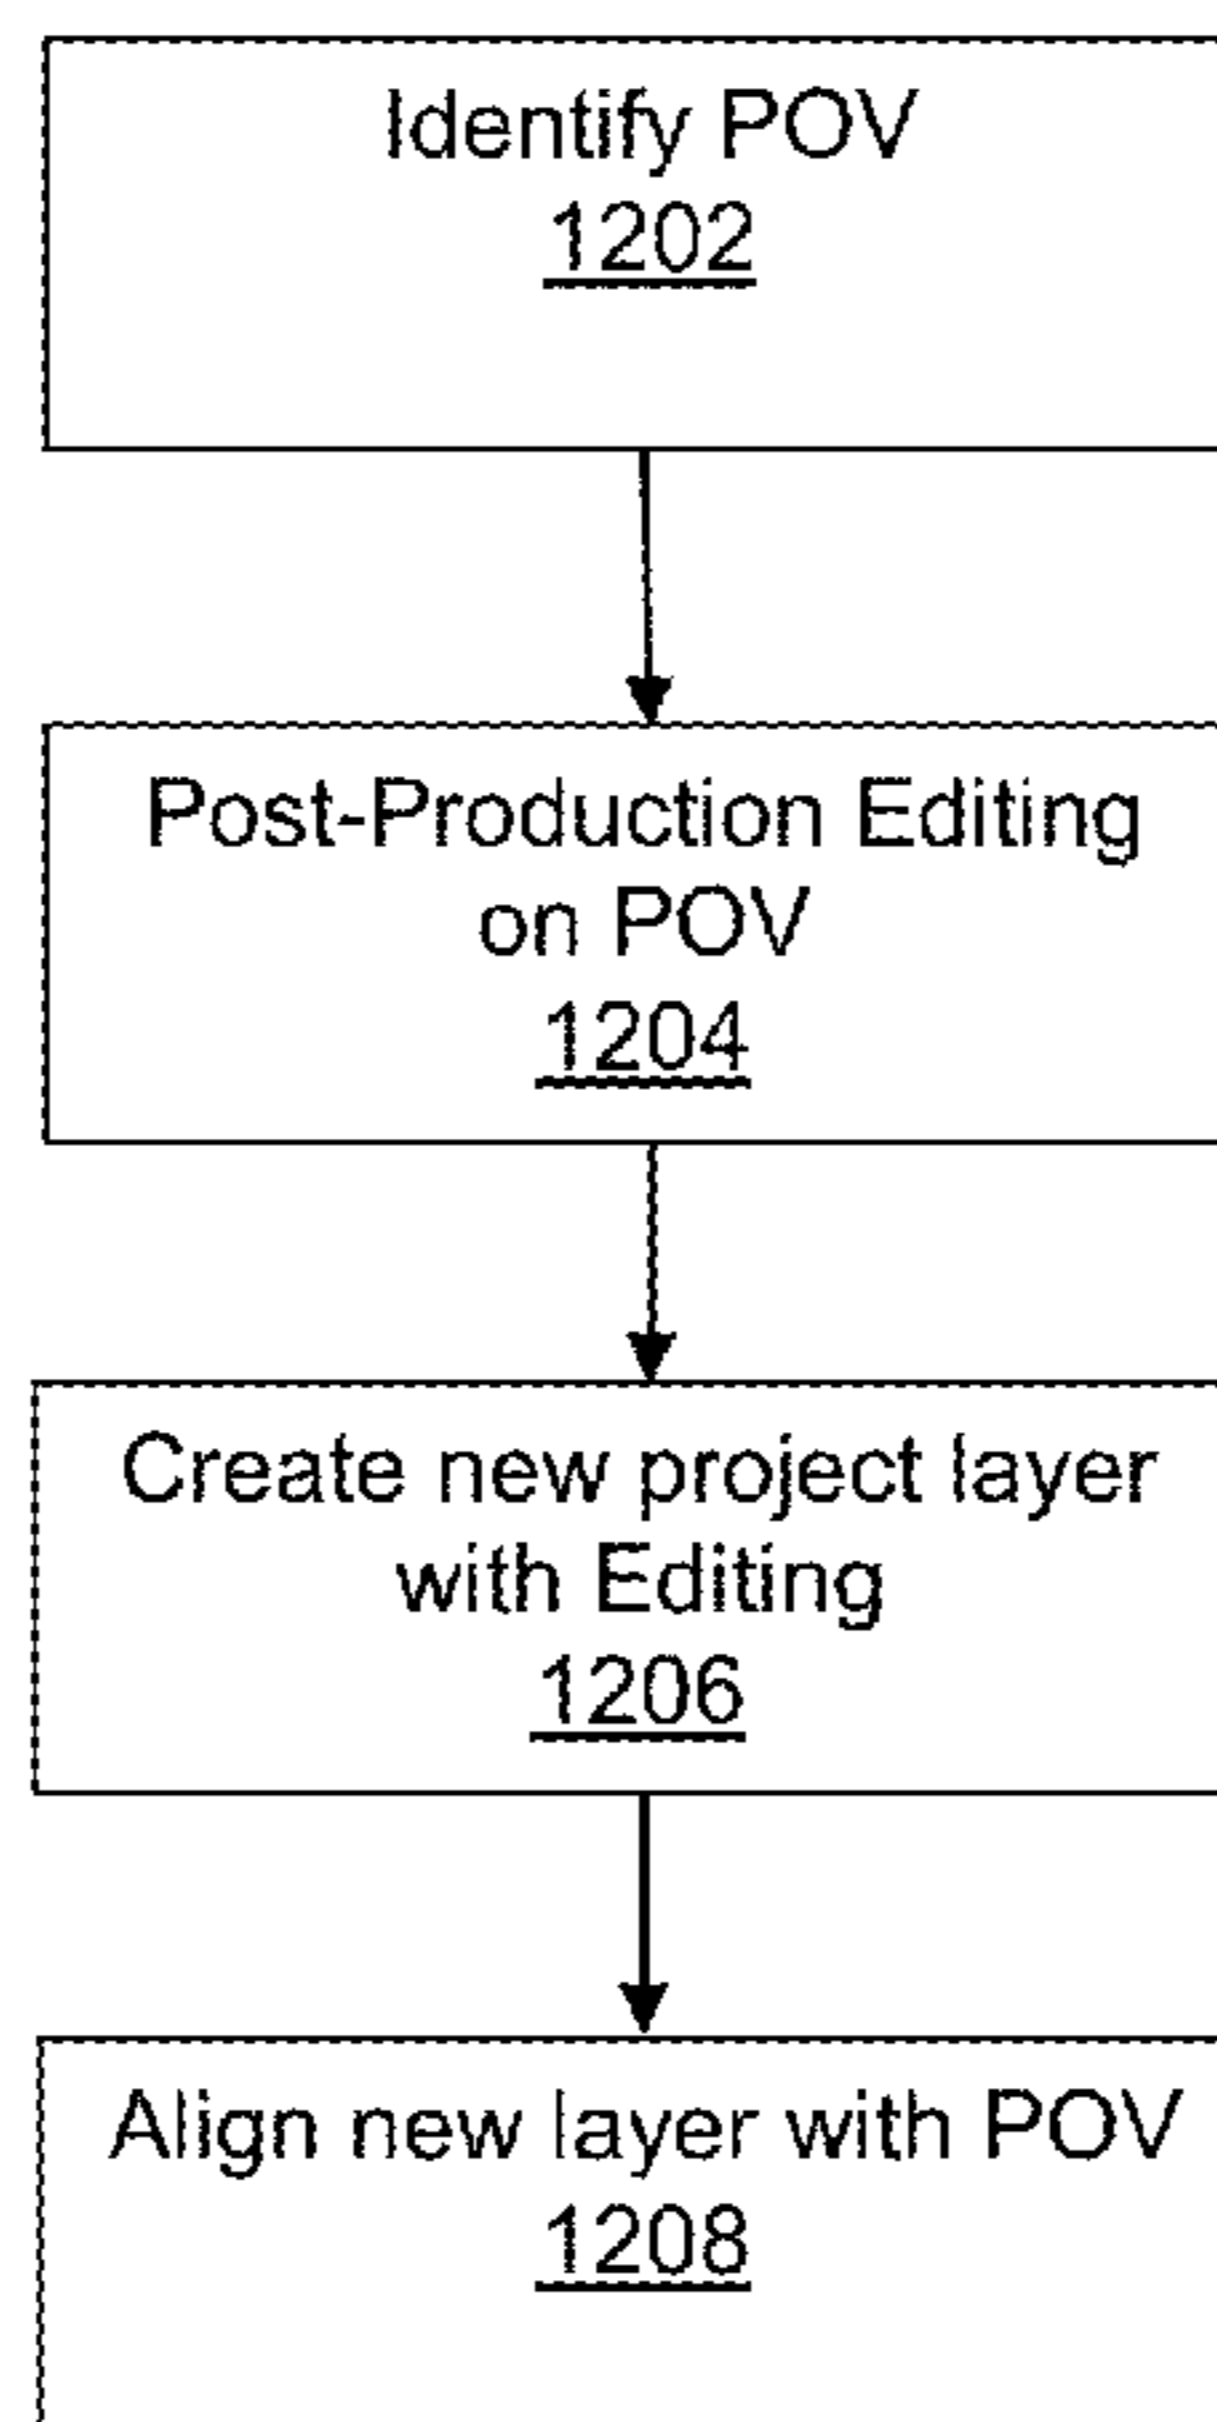 Identify POV
1202
Post-Production Editing
on POV
1204
Create new project layer
with Editing
1206
Align new layer with POV
1208